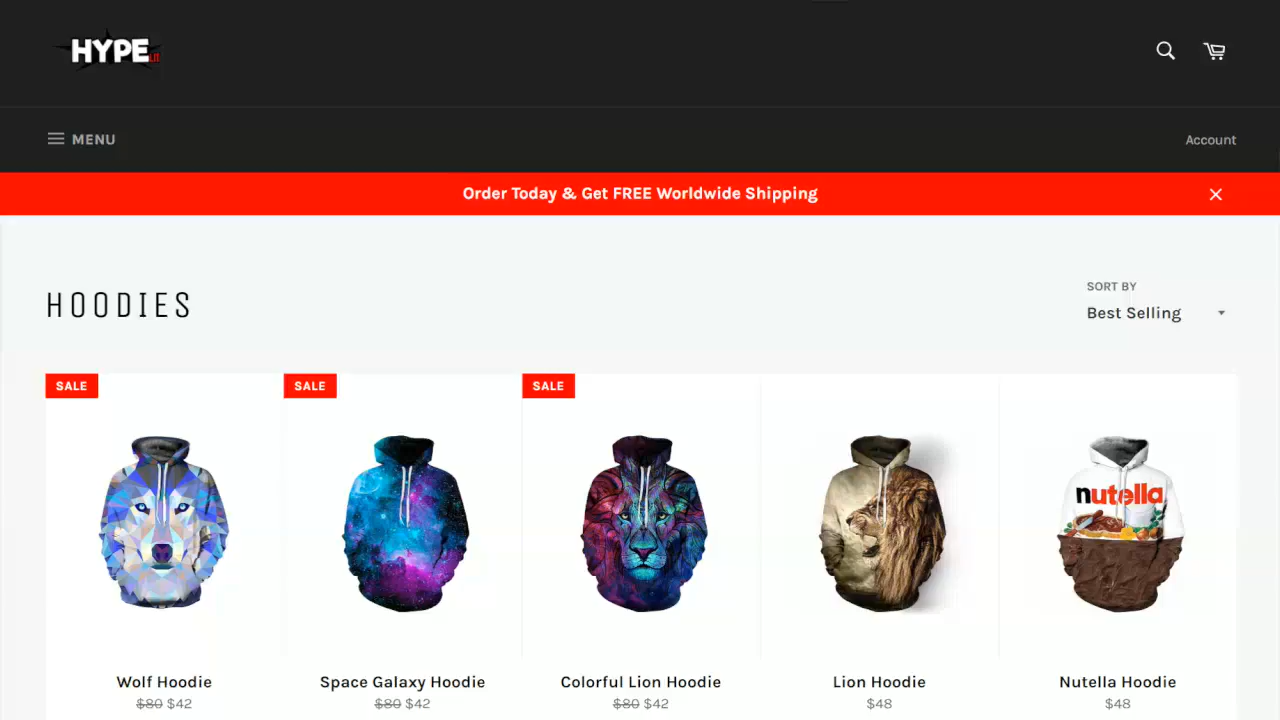 HYPE
MENU
Account
Order Today & Get FREE Worldwide Shipping
HOODIES
SORT BY
Best Selling
SALE
SALE
SALE
nutella
Wolf Hoodie
$80 $42
Space Galaxy Hoodie
$80 $42
Colorful Lion Hoodie
$80 $42
Lion Hoodie
$48
Nutella Hoodie
$48